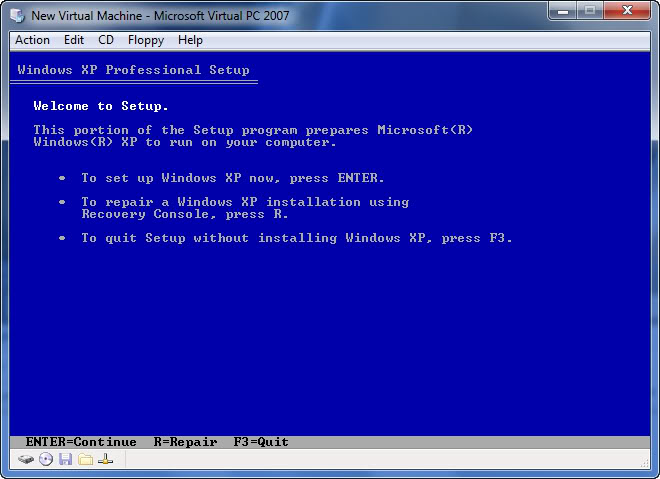 New Virtual Machine - Microsoft Virtual PC 2007
Action Edit CD Floppy Help
Windows XP Professional Setup
Welcome to Setup.
This portion of the Setup program prepares Microsoft(R)
Windows(R) XP to run on your computer.
• To set up Windows XP now, press ENTER.
• To repair a Windows XP installation using
Recovery Console, press R.
• To quit Setup without installing Windows XP, press F3.
ENTER=Continue R=Repair F3=Quit